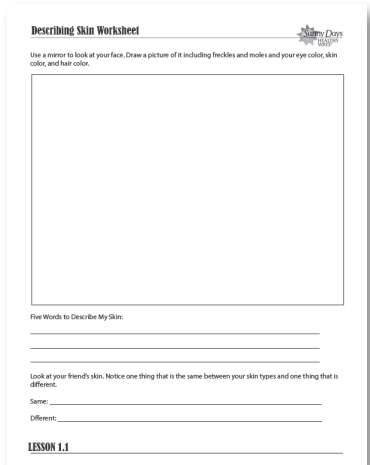 Describing Skin Worksheet
Sunny Days
HEALTHY
WAYS
Use a mirror to look at your face. Draw a picture of it including freckles and moles and your eye color, skin
color, and hair color.
Five Words to Describe My Skin:
Look at your friend's skin. Notice one thing that is the same between your skin types and one thing that is
different.
Same:
Dfferent:
LESSON 1.1